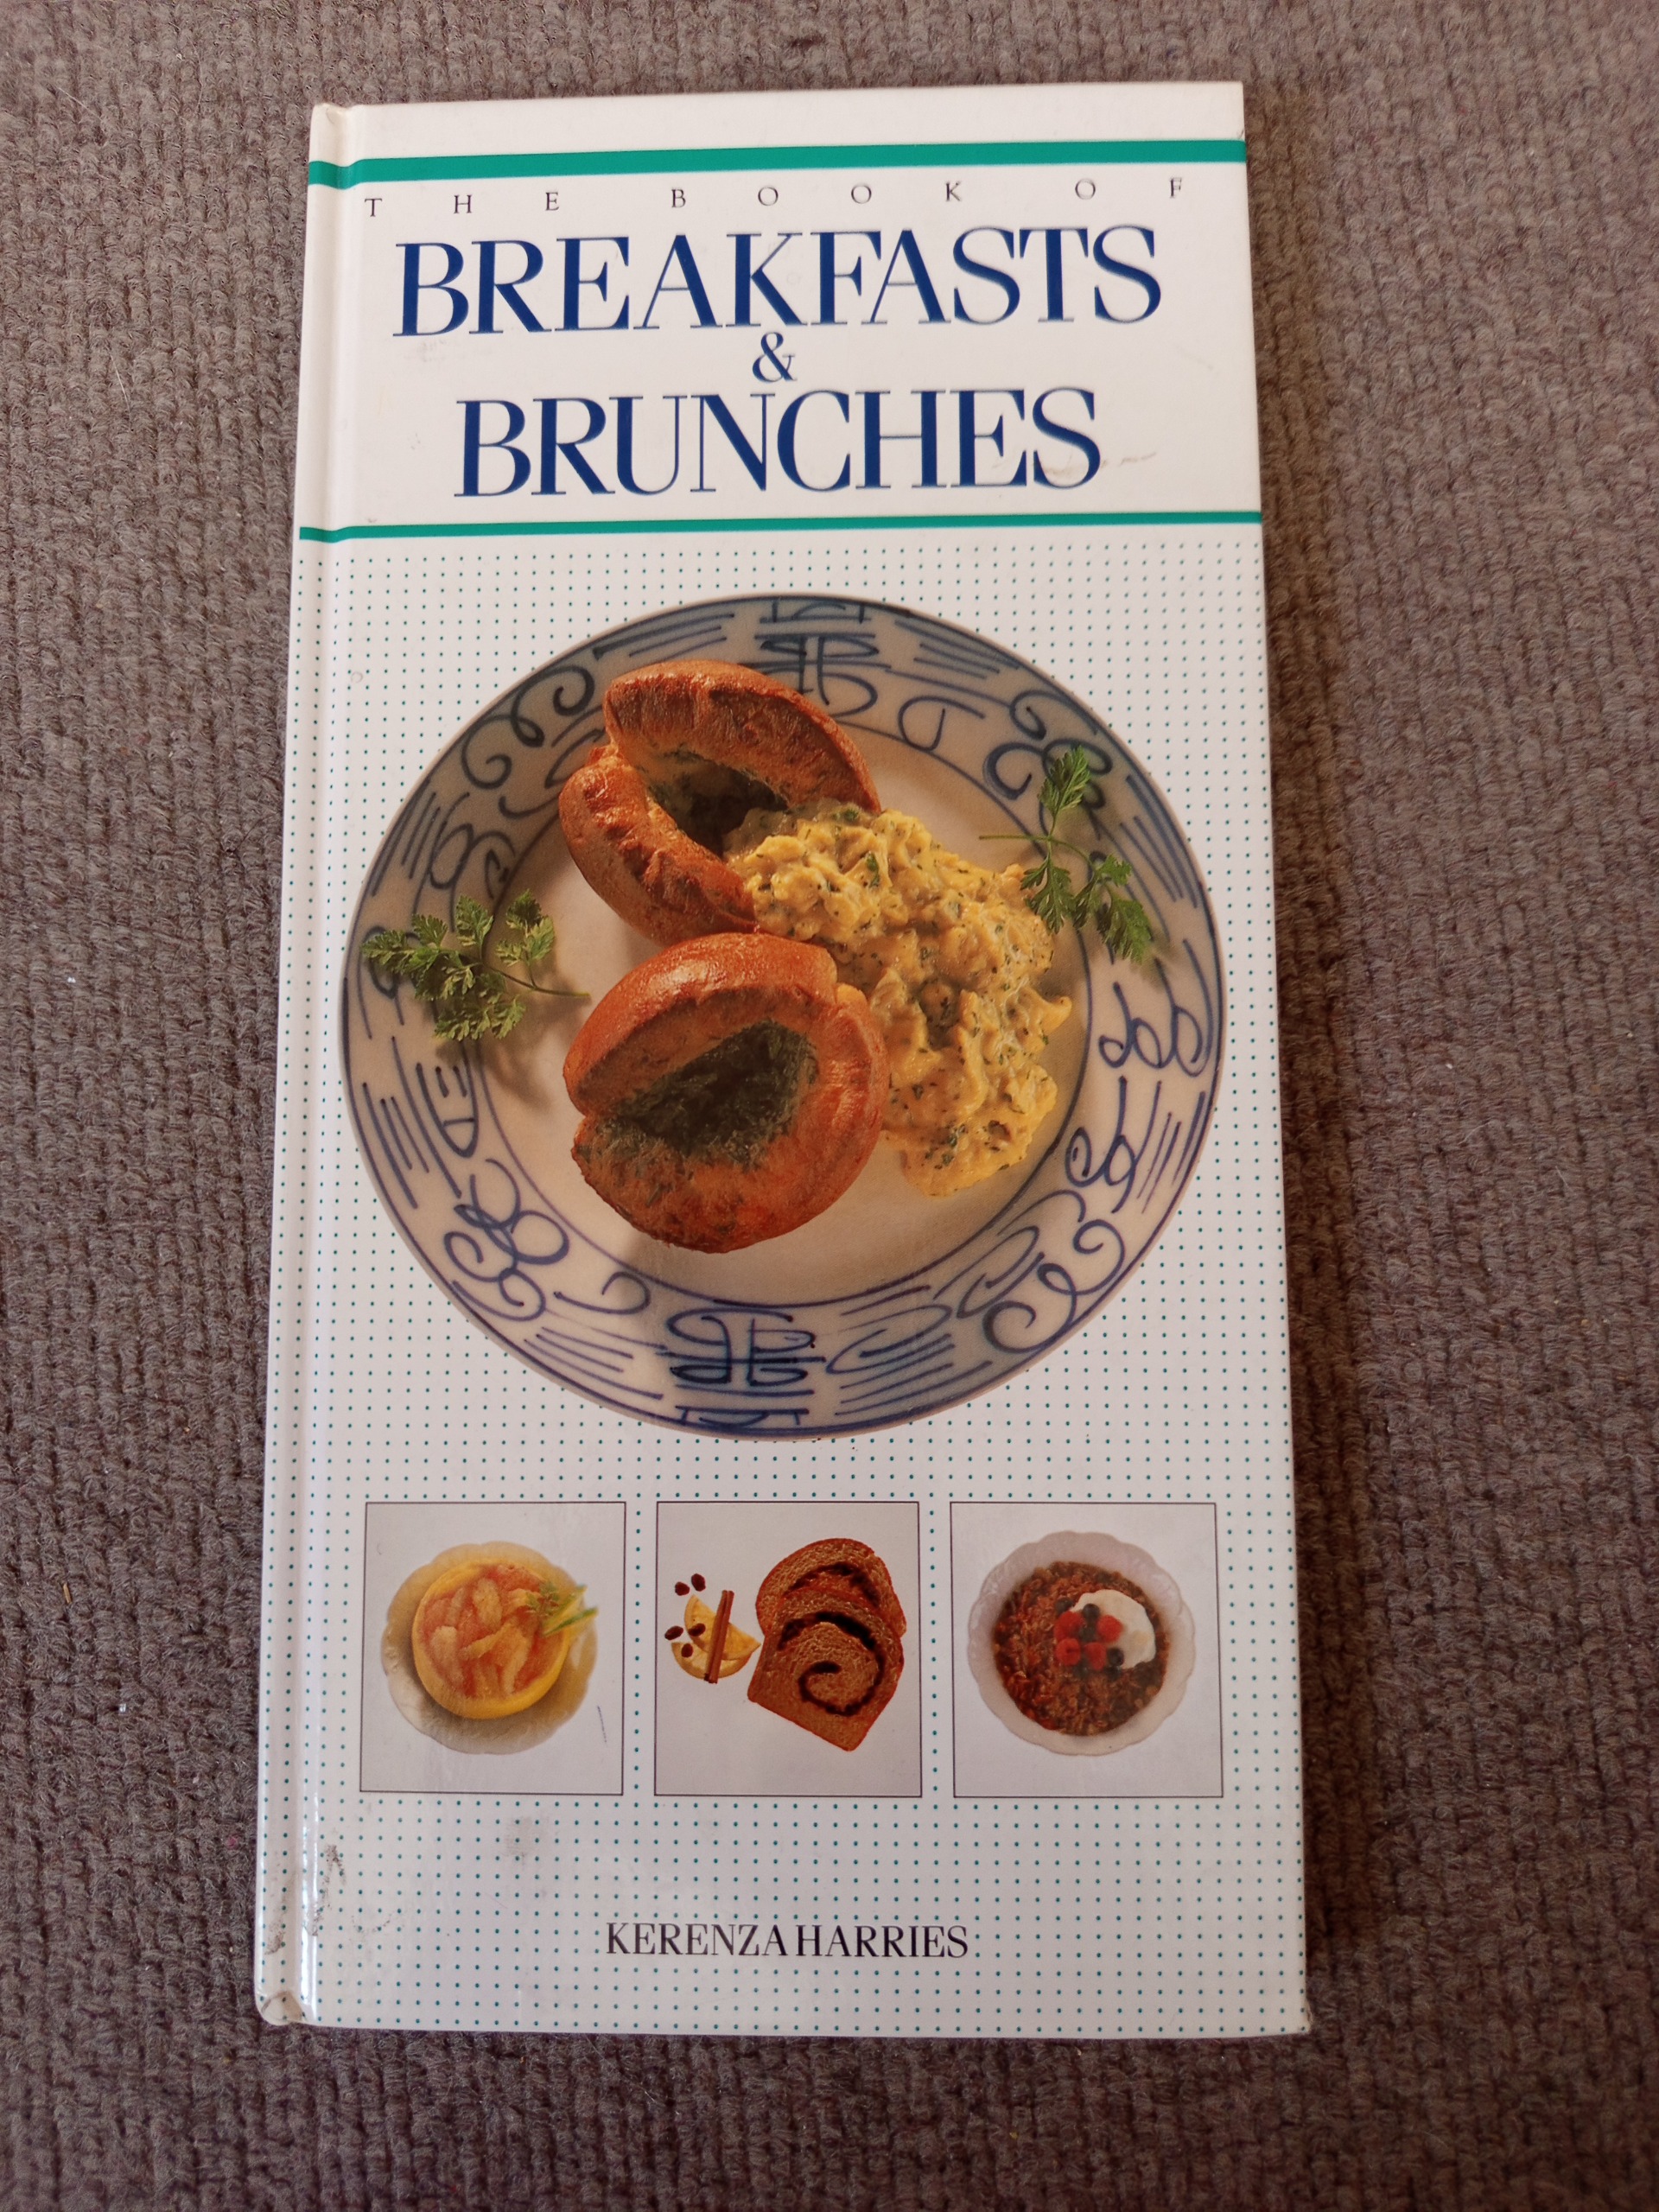 THE BOOK OF
BREAKFASTS
&
BRUNCHES
KERENZA HARRIES